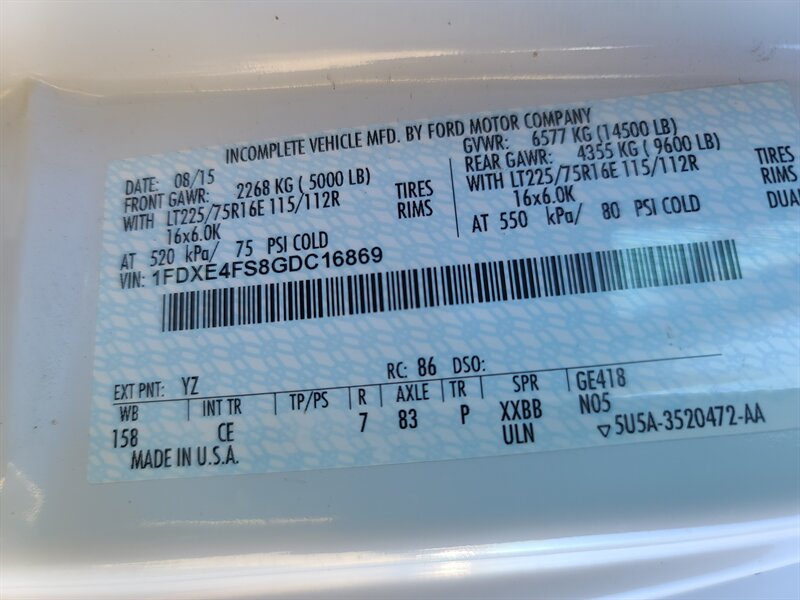 INCOMPLETE VEHICLE MFD. BY FORD MOTOR COMPANY
DATE: 08/15
GVWR: 6577 KG (14500 LB)
FRONT GAWR: 2268 KG ( 5000 LB)
REAR GAWR: 4355 KG ( 9600 LB)
WITH LT225/75R16E 115/112R TIRES
WITH LT225/75R16E 115/112R TIRES
16x6.0K RIMS
16x6.0K RIMS
AT 520 kPa/ 75 PSI COLD
AT 550 kPa/ 80 PSI COLD DUAL
VIN: 1FDXE4FS8GDC16869
EXT PNT: YZ RC: 86 DSO:
WB INT TR TP/PS R AXLE TR SPR GE418
158 CE 7 83 P XXBB N05
ULN ▽5U5A-3520472-AA
MADE IN U.S.A.